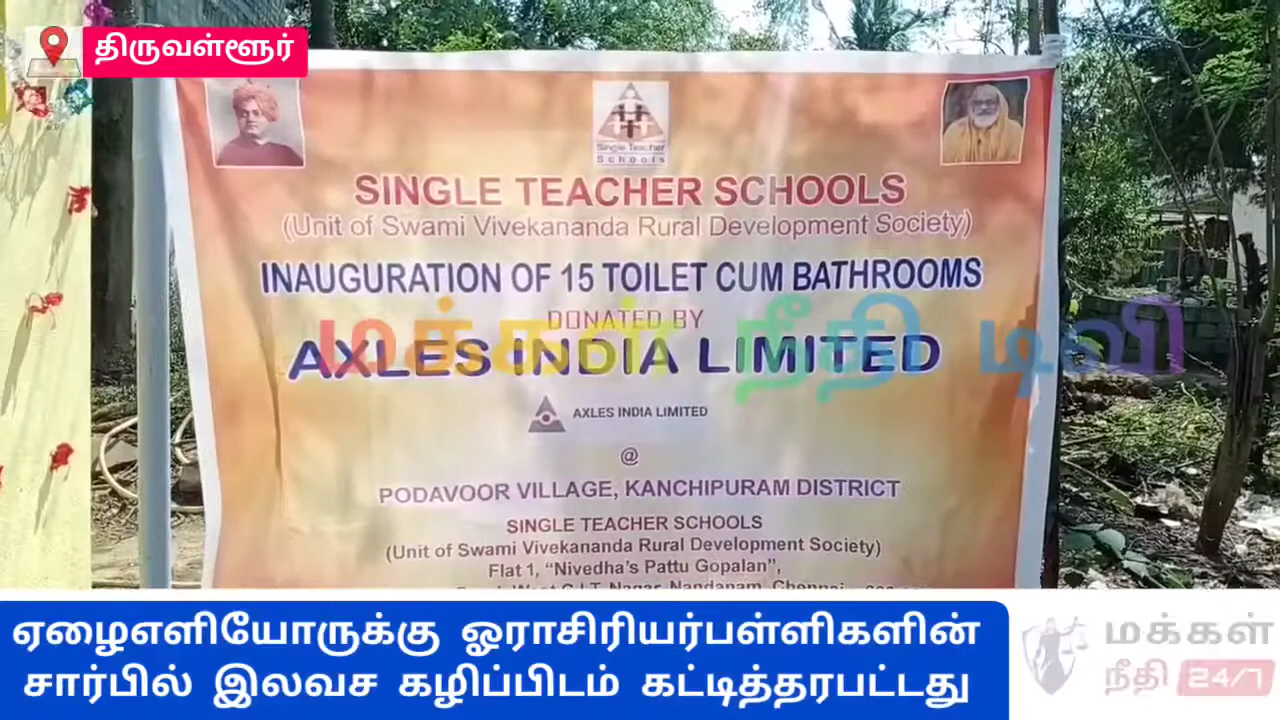 திருவள்ளூர்
Single Teacher
Schools
SINGLE TEACHER SCHOOLS
(Unit of Swami Vivekananda Rural Development Society)
INAUGURATION OF 15 TOILET CUM BATHROOMS
DONATED BY
மக்கள் நீதி டிவி
AXLES INDIA LIMITED
AXLES INDIA LIMITED
@
PODAVOOR VILLAGE, KANCHIPURAM DISTRICT
SINGLE TEACHER SCHOOLS
(Unit of Swami Vivekananda Rural Development Society)
Flat 1, “Nivedha's Pattu Gopalan”,
West C.I.T. Nagar, Nandanam, Chennai
ஏழைஎளியோருக்கு ஓராசிரியர்பள்ளிகளின்
சார்பில் இலவச கழிப்பிடம் கட்டித்தரபட்டது
மக்கள்
நீதி 24/7